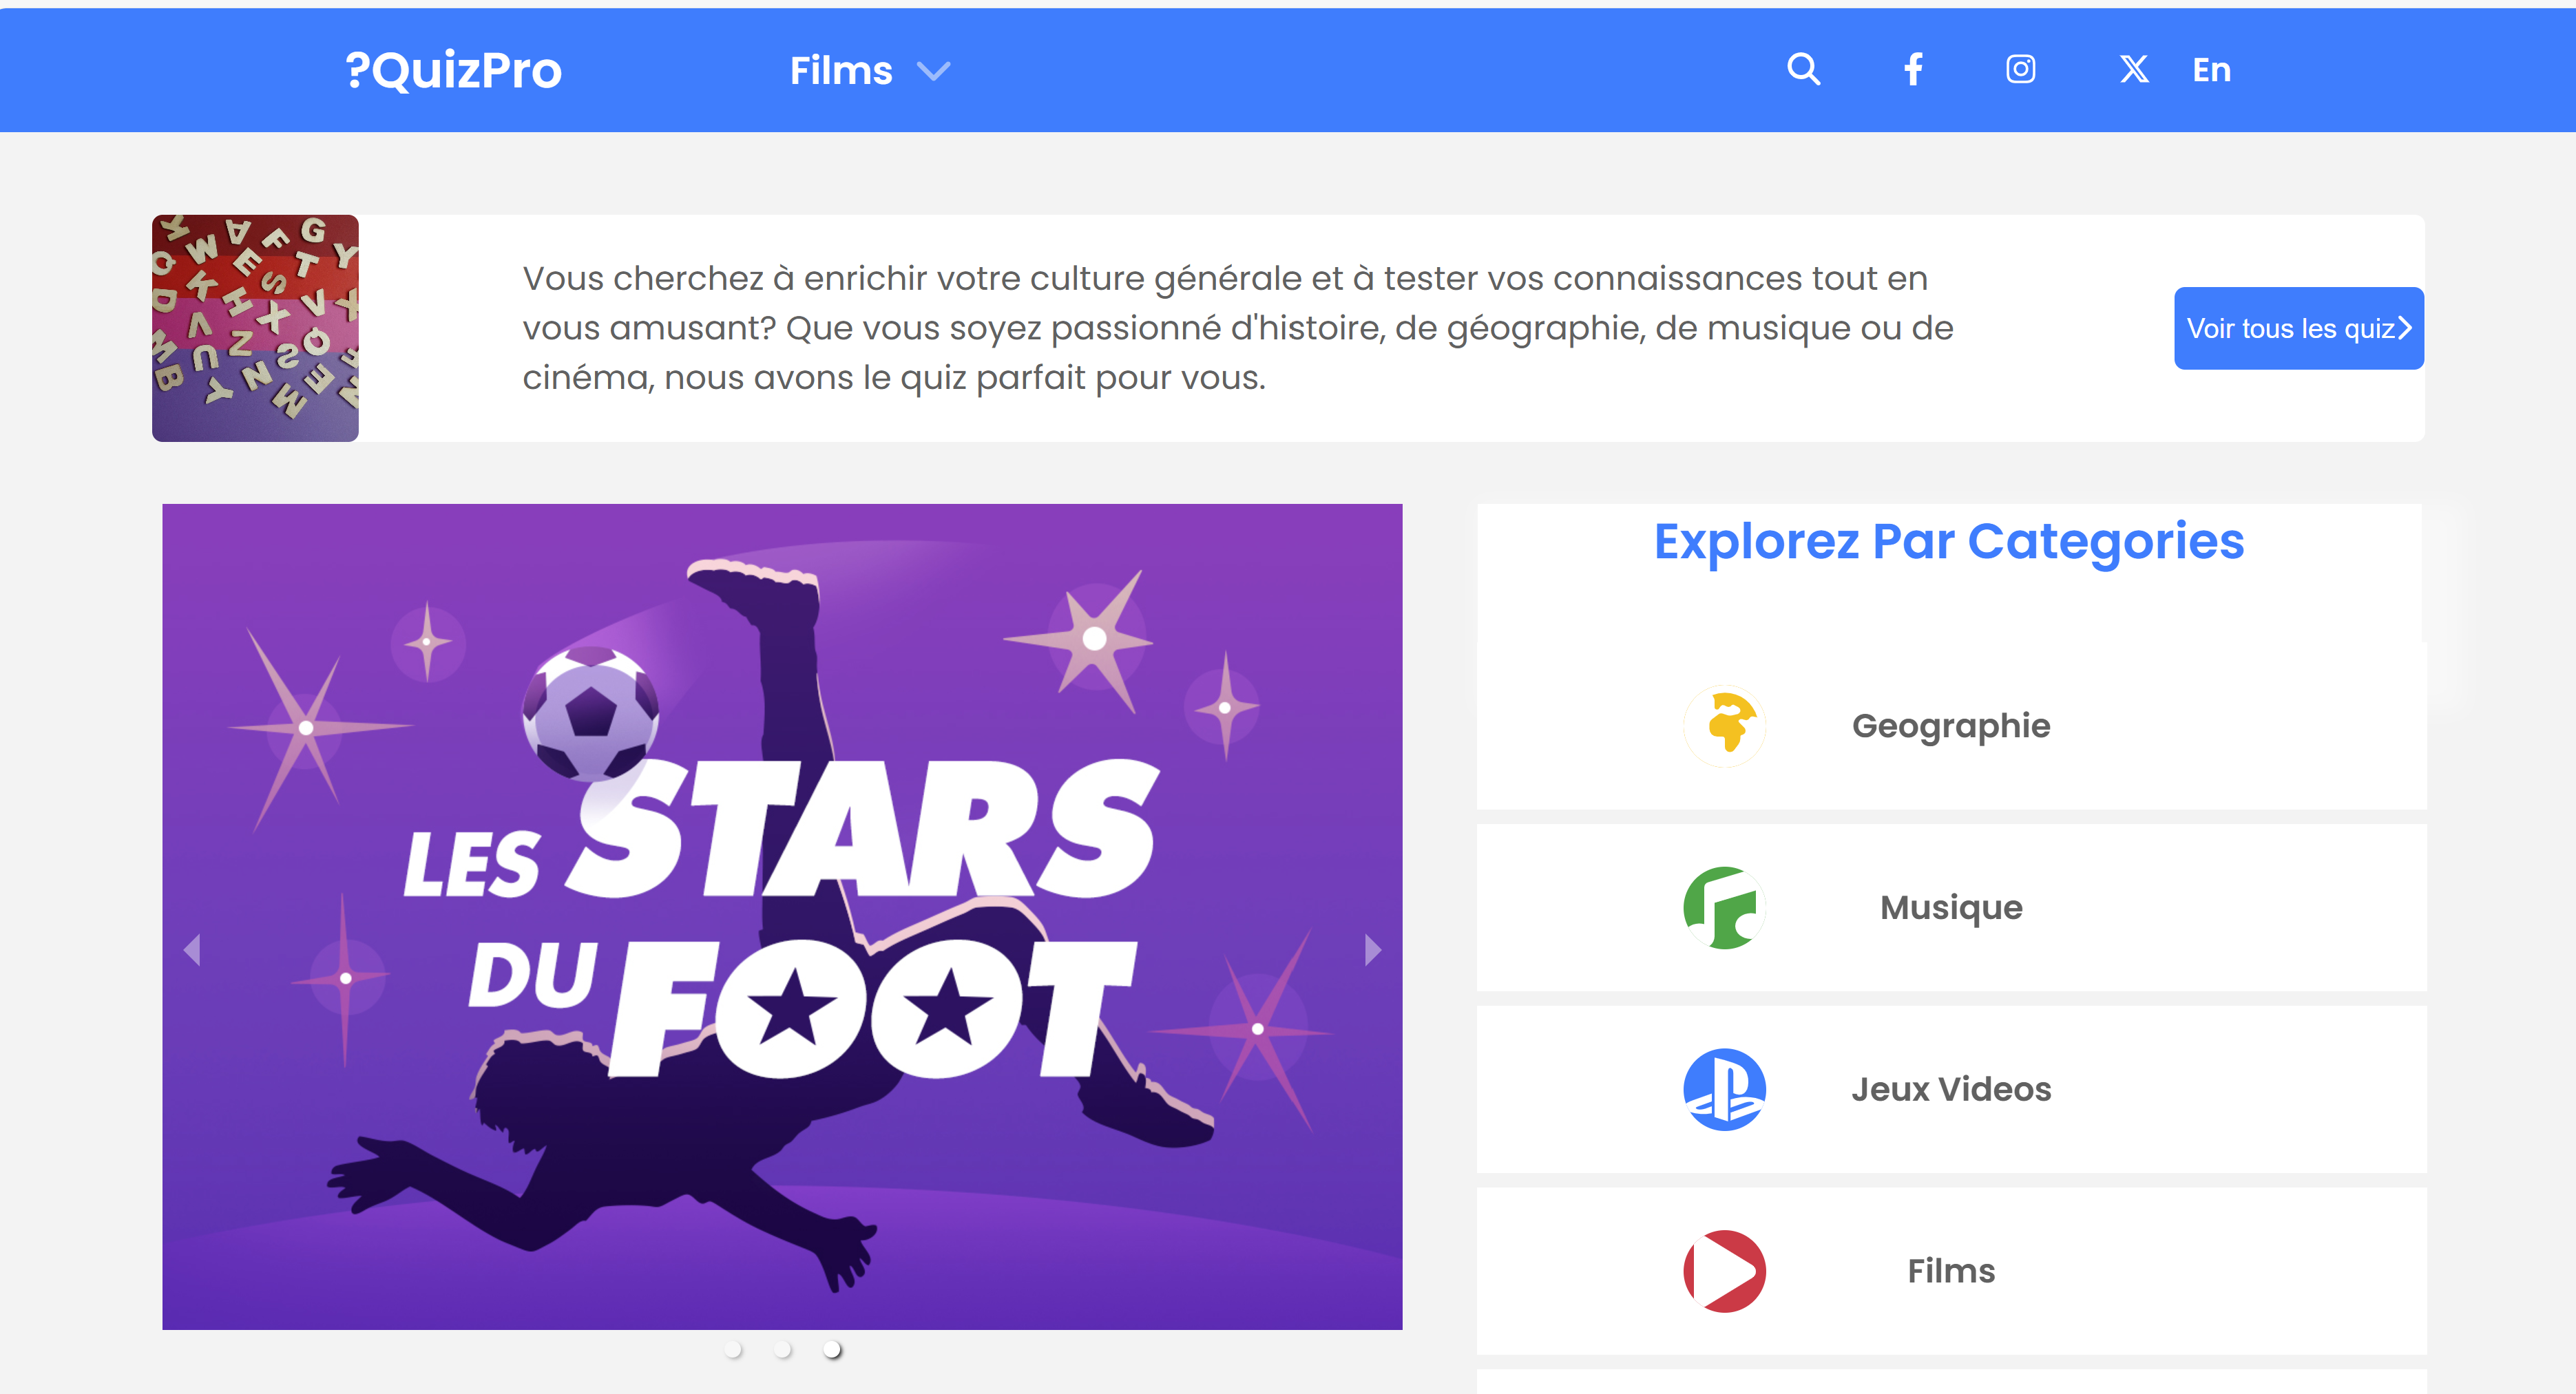 ?QuizPro
Films
En
Vous cherchez à enrichir votre culture générale et à tester vos connaissances tout en
vous amusant? Que vous soyez passionné d'histoire, de géographie, de musique ou de
cinéma, nous avons le quiz parfait pour vous.
Voir tous les quiz
LES STARS
DU FOOT
Explorez Par Categories
Geographie
Musique
Jeux Videos
Films